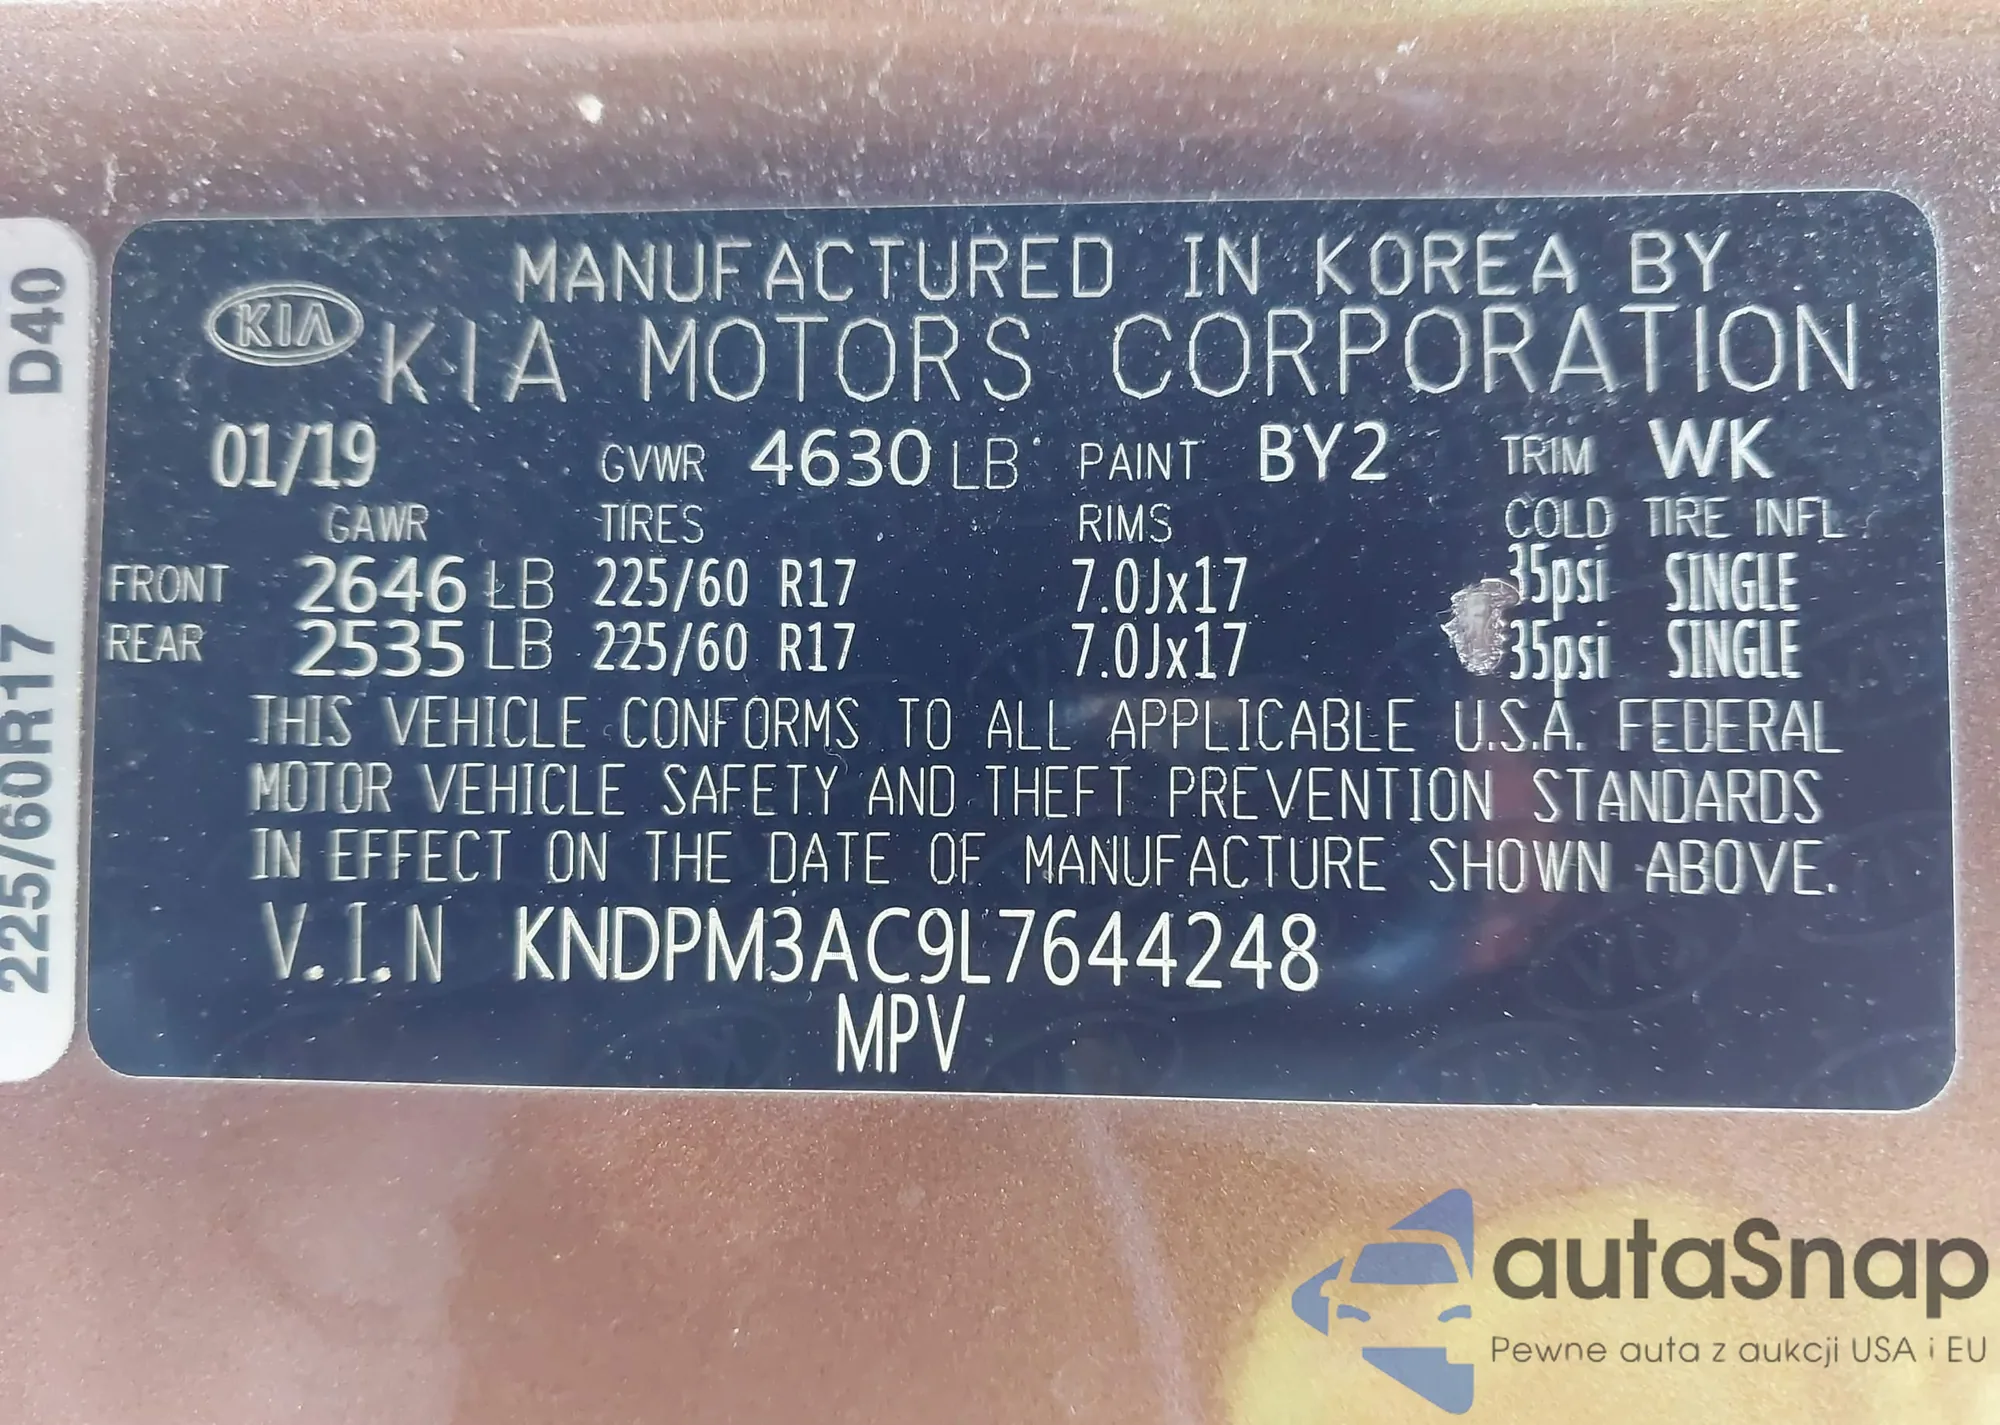 MANUFACTURED IN KOREA BY
KIA KIA MOTORS CORPORATION
01/19 GVWR 4630 LB PAINT BY2 TRIM WK
GAWR TIRES RIMS COLD TIRE INFL
FRONT 2646 LB 225/60 R17 7.0Jx17 35psi SINGLE
REAR 2535 LB 225/60 R17 7.0Jx17 35psi SINGLE
THIS VEHICLE CONFORMS TO ALL APPLICABLE U.S.A. FEDERAL
MOTOR VEHICLE SAFETY AND THEFT PREVENTION STANDARDS
IN EFFECT ON THE DATE OF MANUFACTURE SHOWN ABOVE.
V.I.N KNDPM3AC9L7644248
MPV
225/60R17 D40
autaSnap
Pewne auta z aukcji USA i EU